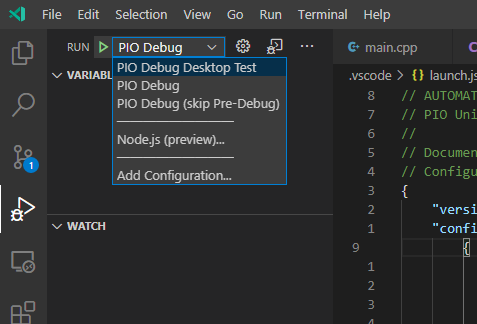 File Edit Selection View Go Run Terminal Help
RUN PIO Debug
main.cpp
VARIABL
PIO Debug Desktop Test
PIO Debug
PIO Debug (skip Pre-Debug)
Node.js (preview)...
Add Configuration...
WATCH
1
.vscode > launch.js
8 // AUTOMAT
7 // PIO Uni
6 //
5 // Documen
4 // Configu
3 {
2 "versi
1 "confi
9 {
1
2
3
4